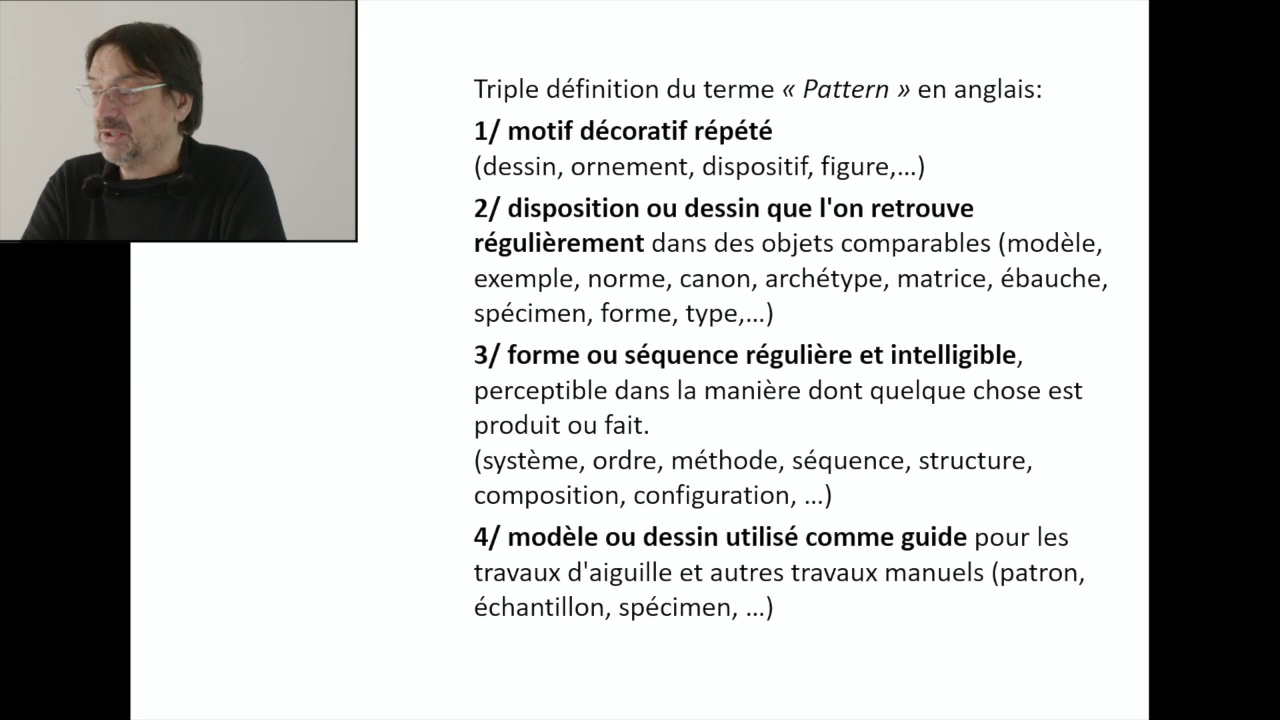 Triple définition du terme « Pattern » en anglais:
1/ motif décoratif répété
(dessin, ornement, dispositif, figure,…)
2/ disposition ou dessin que l'on retrouve
régulièrement dans des objets comparables (modèle,
exemple, norme, canon, archétype, matrice, ébauche,
spécimen, forme, type,…)
3/ forme ou séquence régulière et intelligible,
perceptible dans la manière dont quelque chose est
produit ou fait.
(système, ordre, méthode, séquence, structure,
composition, configuration, …)
4/ modèle ou dessin utilisé comme guide pour les
travaux d'aiguille et autres travaux manuels (patron,
échantillon, spécimen, …)